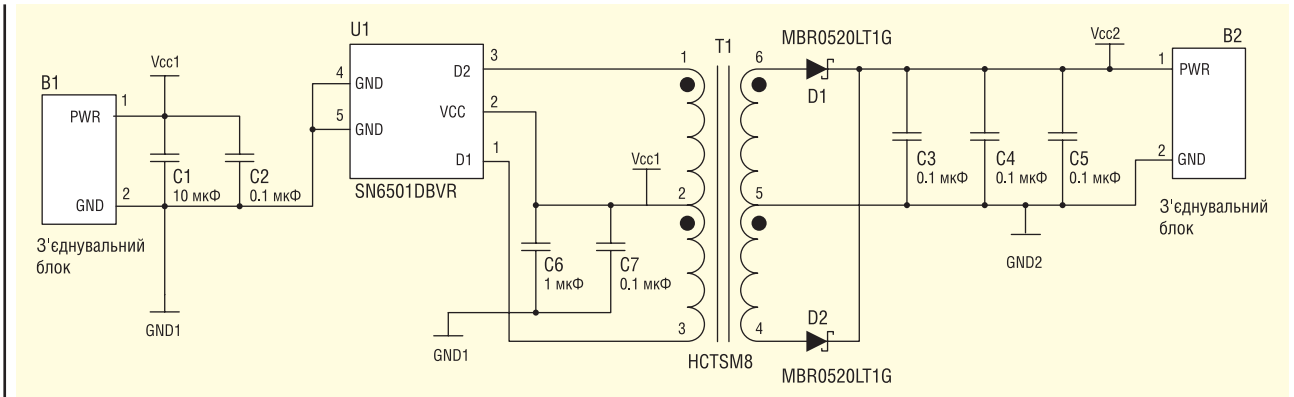 B1
PWR
1
GND
2
З'єднувальний
блок
Vcc1
C1
10 мкФ
C2
0.1 мкФ
GND1
U1
4
GND
5
GND
D2
3
VCC
2
D1
1
SN6501DBVR
Vcc1
C6
1 мкФ
C7
0.1 мкФ
GND1
T1
1
2
3
6
5
4
HCTSM8
MBR0520LT1G
D1
D2
MBR0520LT1G
C3
0.1 мкФ
C4
0.1 мкФ
C5
0.1 мкФ
Vcc2
GND2
B2
1
PWR
2
GND
З'єднувальний
блок